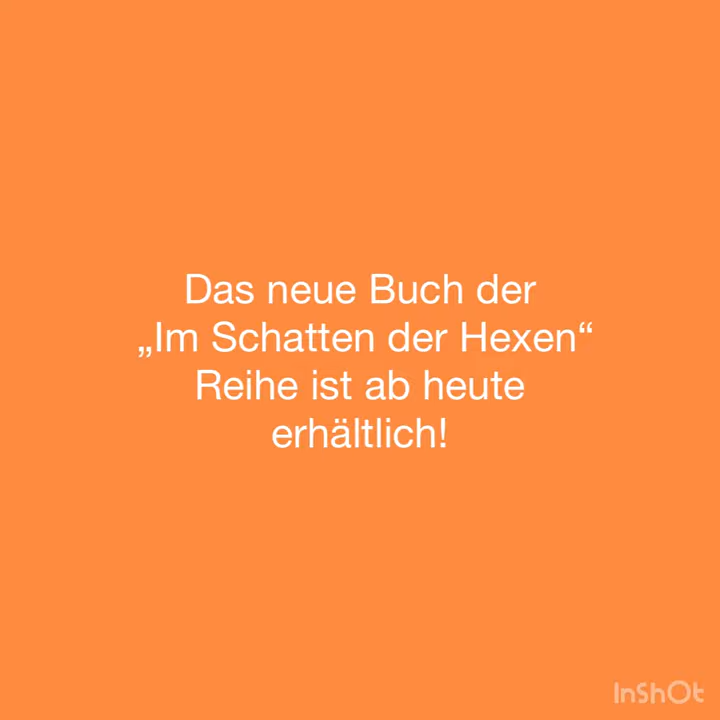 Das neue Buch der
„Im Schatten der Hexen“
Reihe ist ab heute
erhältlich!
InShOt